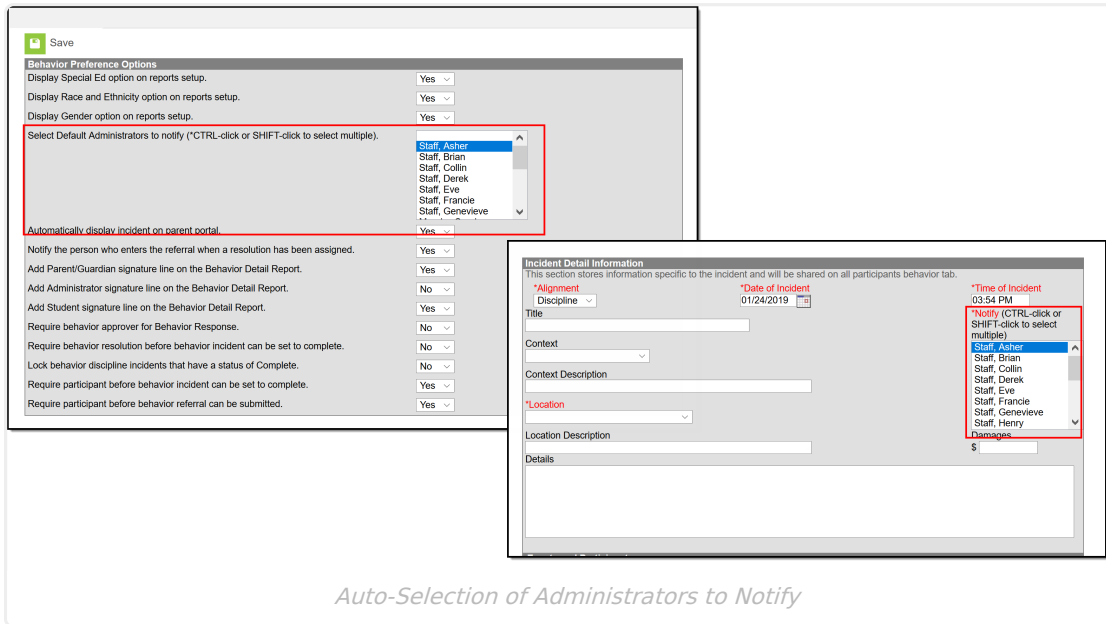 Save
Behavior Preference Options
Display Special Ed option on reports setup. Yes
Display Race and Ethnicity option on reports setup. Yes
Display Gender option on reports setup. Yes
Select Default Administrators to notify (*CTRL-click or SHIFT-click to select multiple).
Staff, Asher
Staff, Brian
Staff, Collin
Staff, Derek
Staff, Eve
Staff, Francie
Staff, Genevieve
Automatically display incident on parent portal. Yes
Notify the person who enters the referral when a resolution has been assigned. Yes
Add Parent/Guardian signature line on the Behavior Detail Report. Yes
Add Administrator signature line on the Behavior Detail Report. No
Add Student signature line on the Behavior Detail Report. Yes
Require behavior approver for Behavior Response. No
Require behavior resolution before behavior incident can be set to complete. No
Lock behavior discipline incidents that have a status of Complete. No
Require participant before behavior incident can be set to complete. Yes
Require participant before behavior referral can be submitted. Yes
Incident Detail Information
This section stores information specific to the incident and will be shared on all participants behavior tab.
*Alignment *Date of Incident *Time of Incident
Discipline 01/24/2019 03:54 PM
Title
*Notify (CTRL-click or
SHIFT-click to select
multiple)
Staff, Asher
Staff, Brian
Staff, Collin
Staff, Derek
Staff, Eve
Staff, Francie
Staff, Genevieve
Staff, Henry
Context
Context Description
*Location
Location Description
Damages
$
Details
Auto-Selection of Administrators to Notify